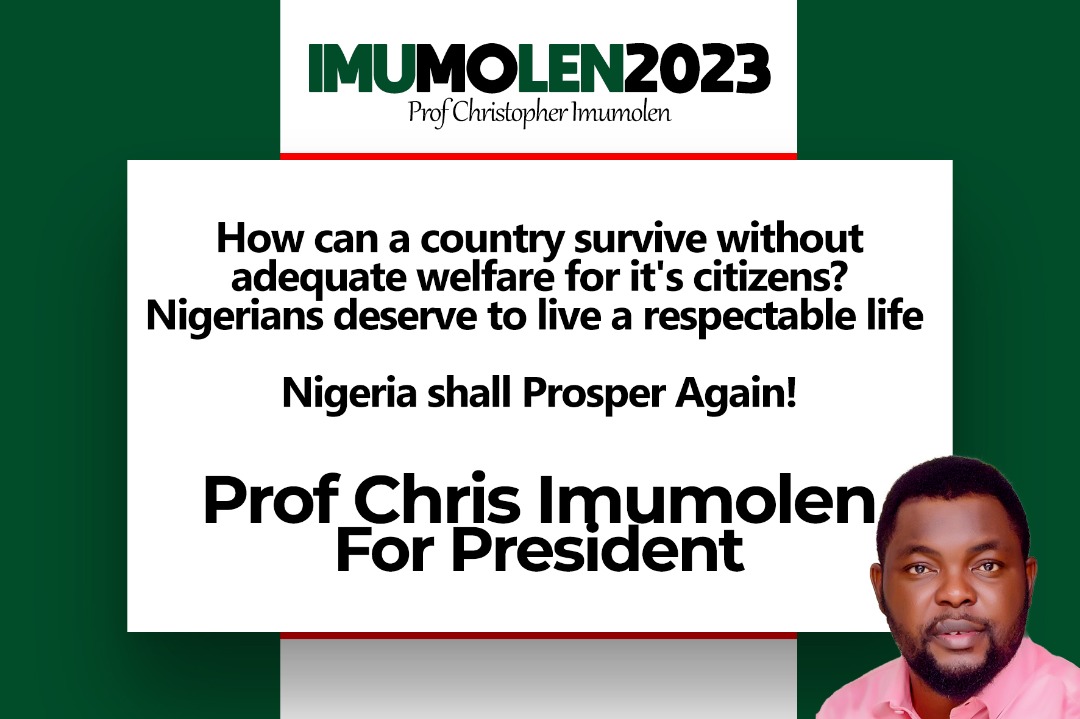 IMUMOLEN2023
Prof Christopher Imumolen
How can a country survive without
adequate welfare for it's citizens?
Nigerians deserve to live a respectable life
Nigeria shall Prosper Again!
Prof Chris Imumolen
For President